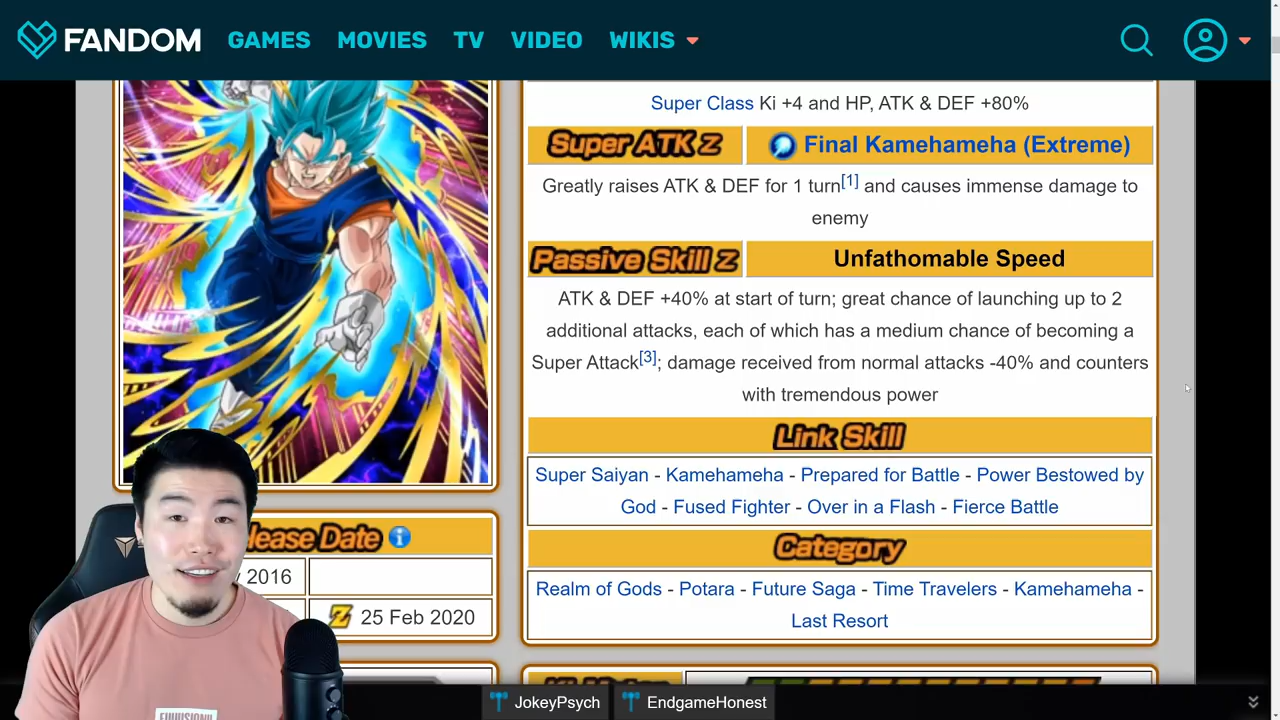 FANDOM GAMES MOVIES TV VIDEO WIKIS
Super Class Ki +4 and HP, ATK & DEF +80%
Super ATK Z Final Kamehameha (Extreme)
Greatly raises ATK & DEF for 1 turn[1] and causes immense damage to
enemy
Passive Skill Z Unfathomable Speed
ATK & DEF +40% at start of turn; great chance of launching up to 2
additional attacks, each of which has a medium chance of becoming a
Super Attack[3]; damage received from normal attacks -40% and counters
with tremendous power
Link Skill
Super Saiyan - Kamehameha - Prepared for Battle - Power Bestowed by
God - Fused Fighter - Over in a Flash - Fierce Battle
Category
Realm of Gods - Potara - Future Saga - Time Travelers - Kamehameha -
Last Resort
lease Date
2016
Z 25 Feb 2020
JokeyPsych EndgameHonest